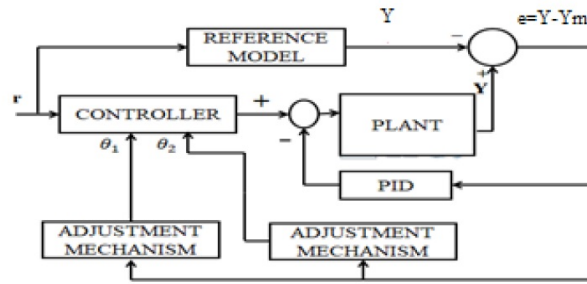 Y
e=Y-Ym
REFERENCE
MODEL
−
+
Y
r
CONTROLLER
+
−
PLANT
θ1
θ2
PID
ADJUSTMENT
MECHANISM
ADJUSTMENT
MECHANISM